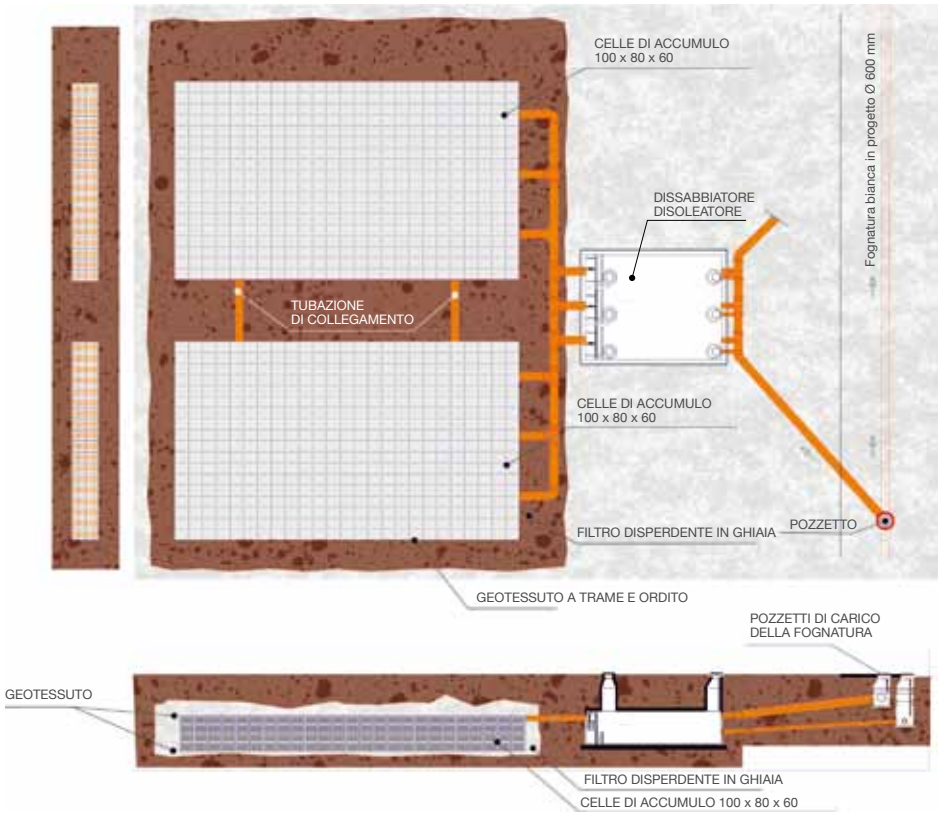 CELLE DI ACCUMULO
100 x 80 x 60
Fognatura bianca in progetto Ø 600 mm
DISSABBIATORE
DISOLEATORE
TUBAZIONE
DI COLLEGAMENTO
CELLE DI ACCUMULO
100 x 80 x 60
FILTRO DISPERDENTE IN GHIAIA
POZZETTO
GEOTESSUTO A TRAME E ORDITO
POZZETTI DI CARICO
DELLA FOGNATURA
GEOTESSUTO
FILTRO DISPERDENTE IN GHIAIA
CELLE DI ACCUMULO 100 x 80 x 60